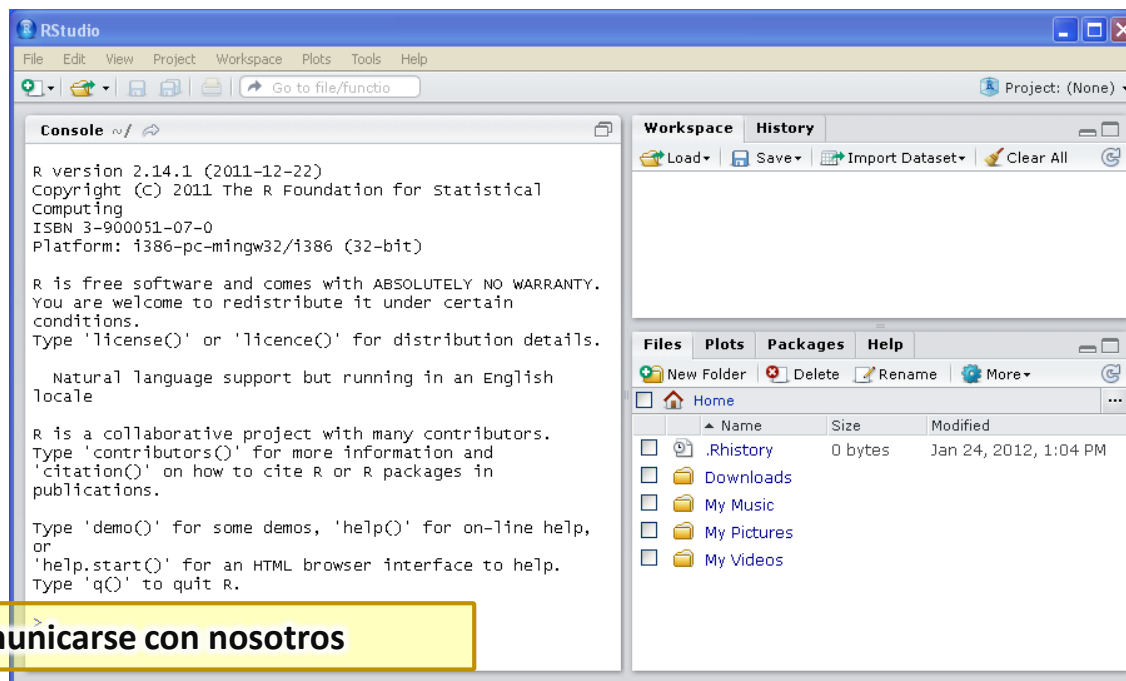 RStudio
File Edit View Project Workspace Plots Tools Help
Go to file/functio
Project: (None)
Console ~/
R version 2.14.1 (2011-12-22)
Copyright (C) 2011 The R Foundation for Statistical
Computing
ISBN 3-900051-07-0
Platform: i386-pc-mingw32/i386 (32-bit)
R is free software and comes with ABSOLUTELY NO WARRANTY.
You are welcome to redistribute it under certain
conditions.
Type 'license()' or 'licence()' for distribution details.
Natural language support but running in an English
locale
R is a collaborative project with many contributors.
Type 'contributors()' for more information and
'citation()' on how to cite R or R packages in
publications.
Type 'demo()' for some demos, 'help()' for on-line help,
or
'help.start()' for an HTML browser interface to help.
Type 'q()' to quit R.
>
con nosotros
Workspace History
Load Save Import Dataset Clear All
Files Plots Packages Help
New Folder Delete Rename More
Home
Name Size Modified
.Rhistory 0 bytes Jan 24, 2012, 1:04 PM
Downloads
My Music
My Pictures
My Videos